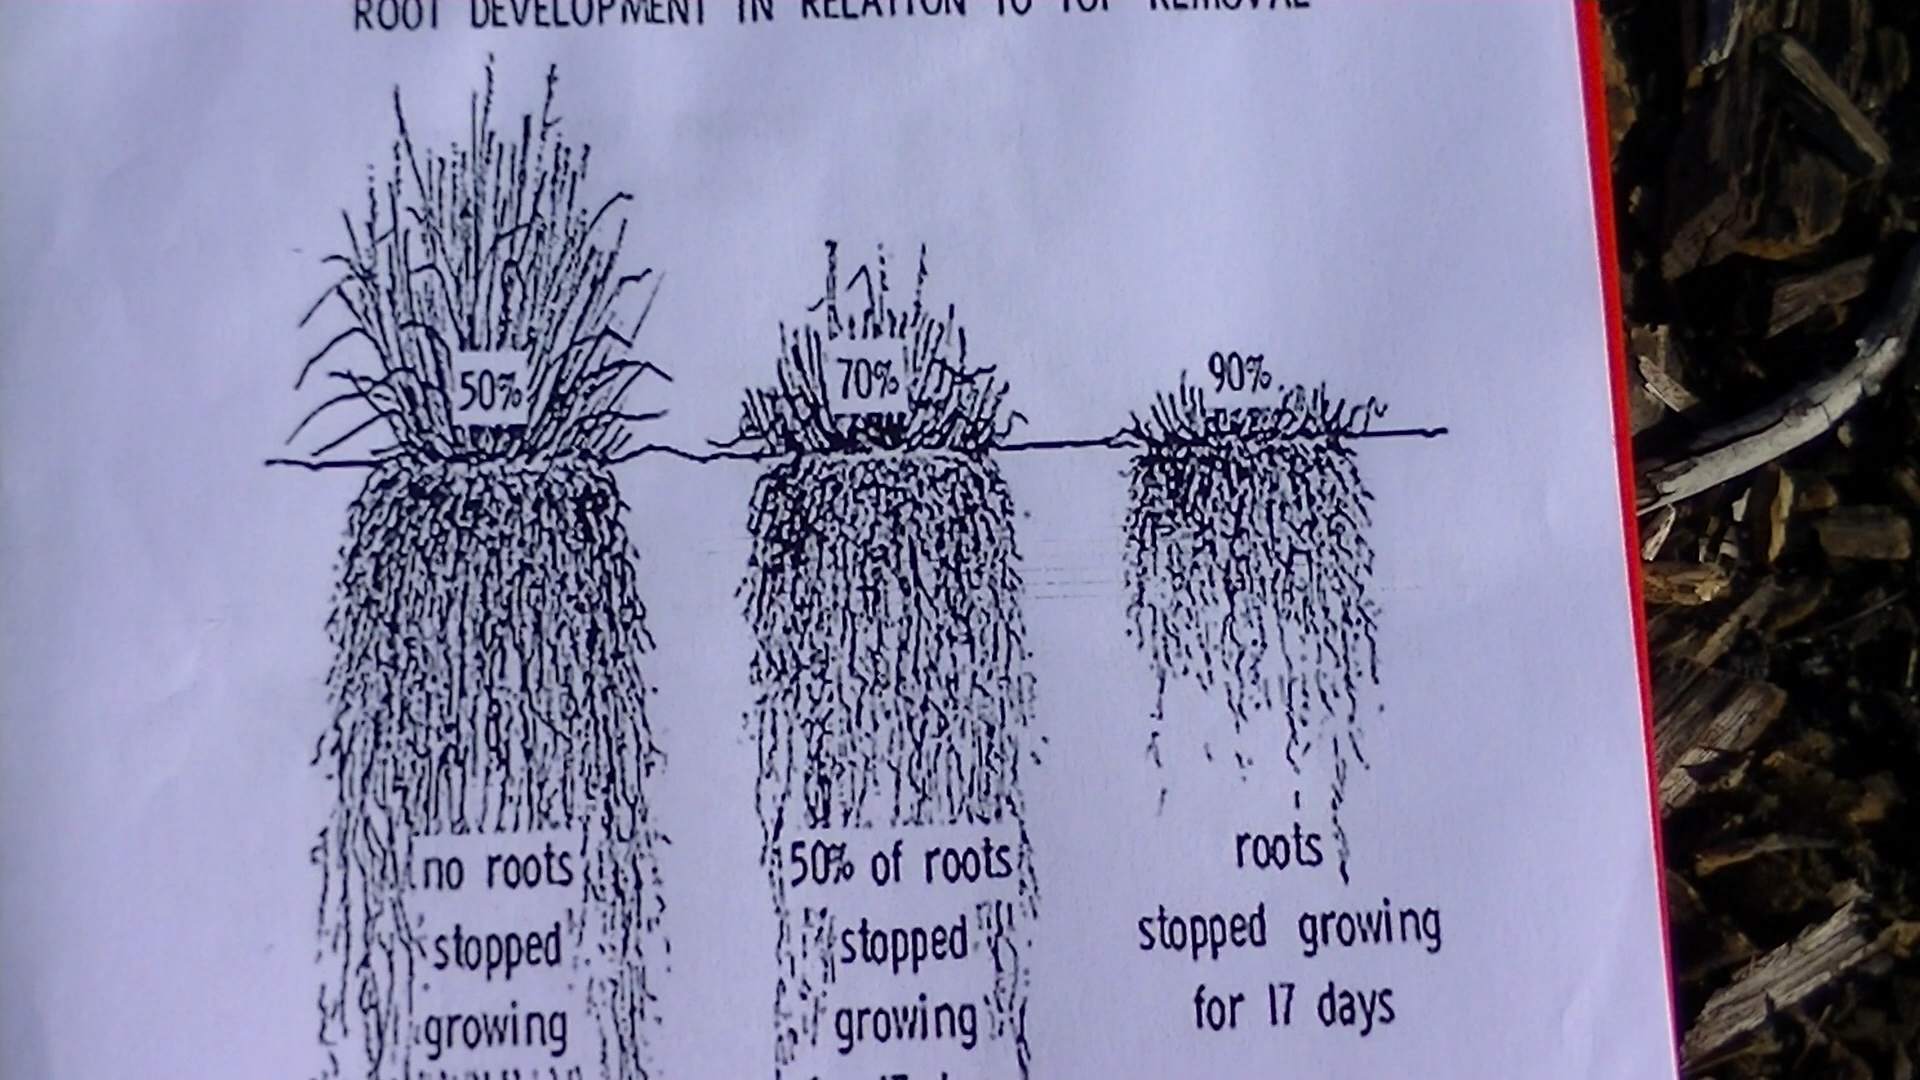 ROOT DEVELOPMENT IN RELATION TO TOP REMOVAL
50%
70%
90%
no roots
stopped
growing
50% of roots
stopped
growing
roots
stopped growing
for 17 days